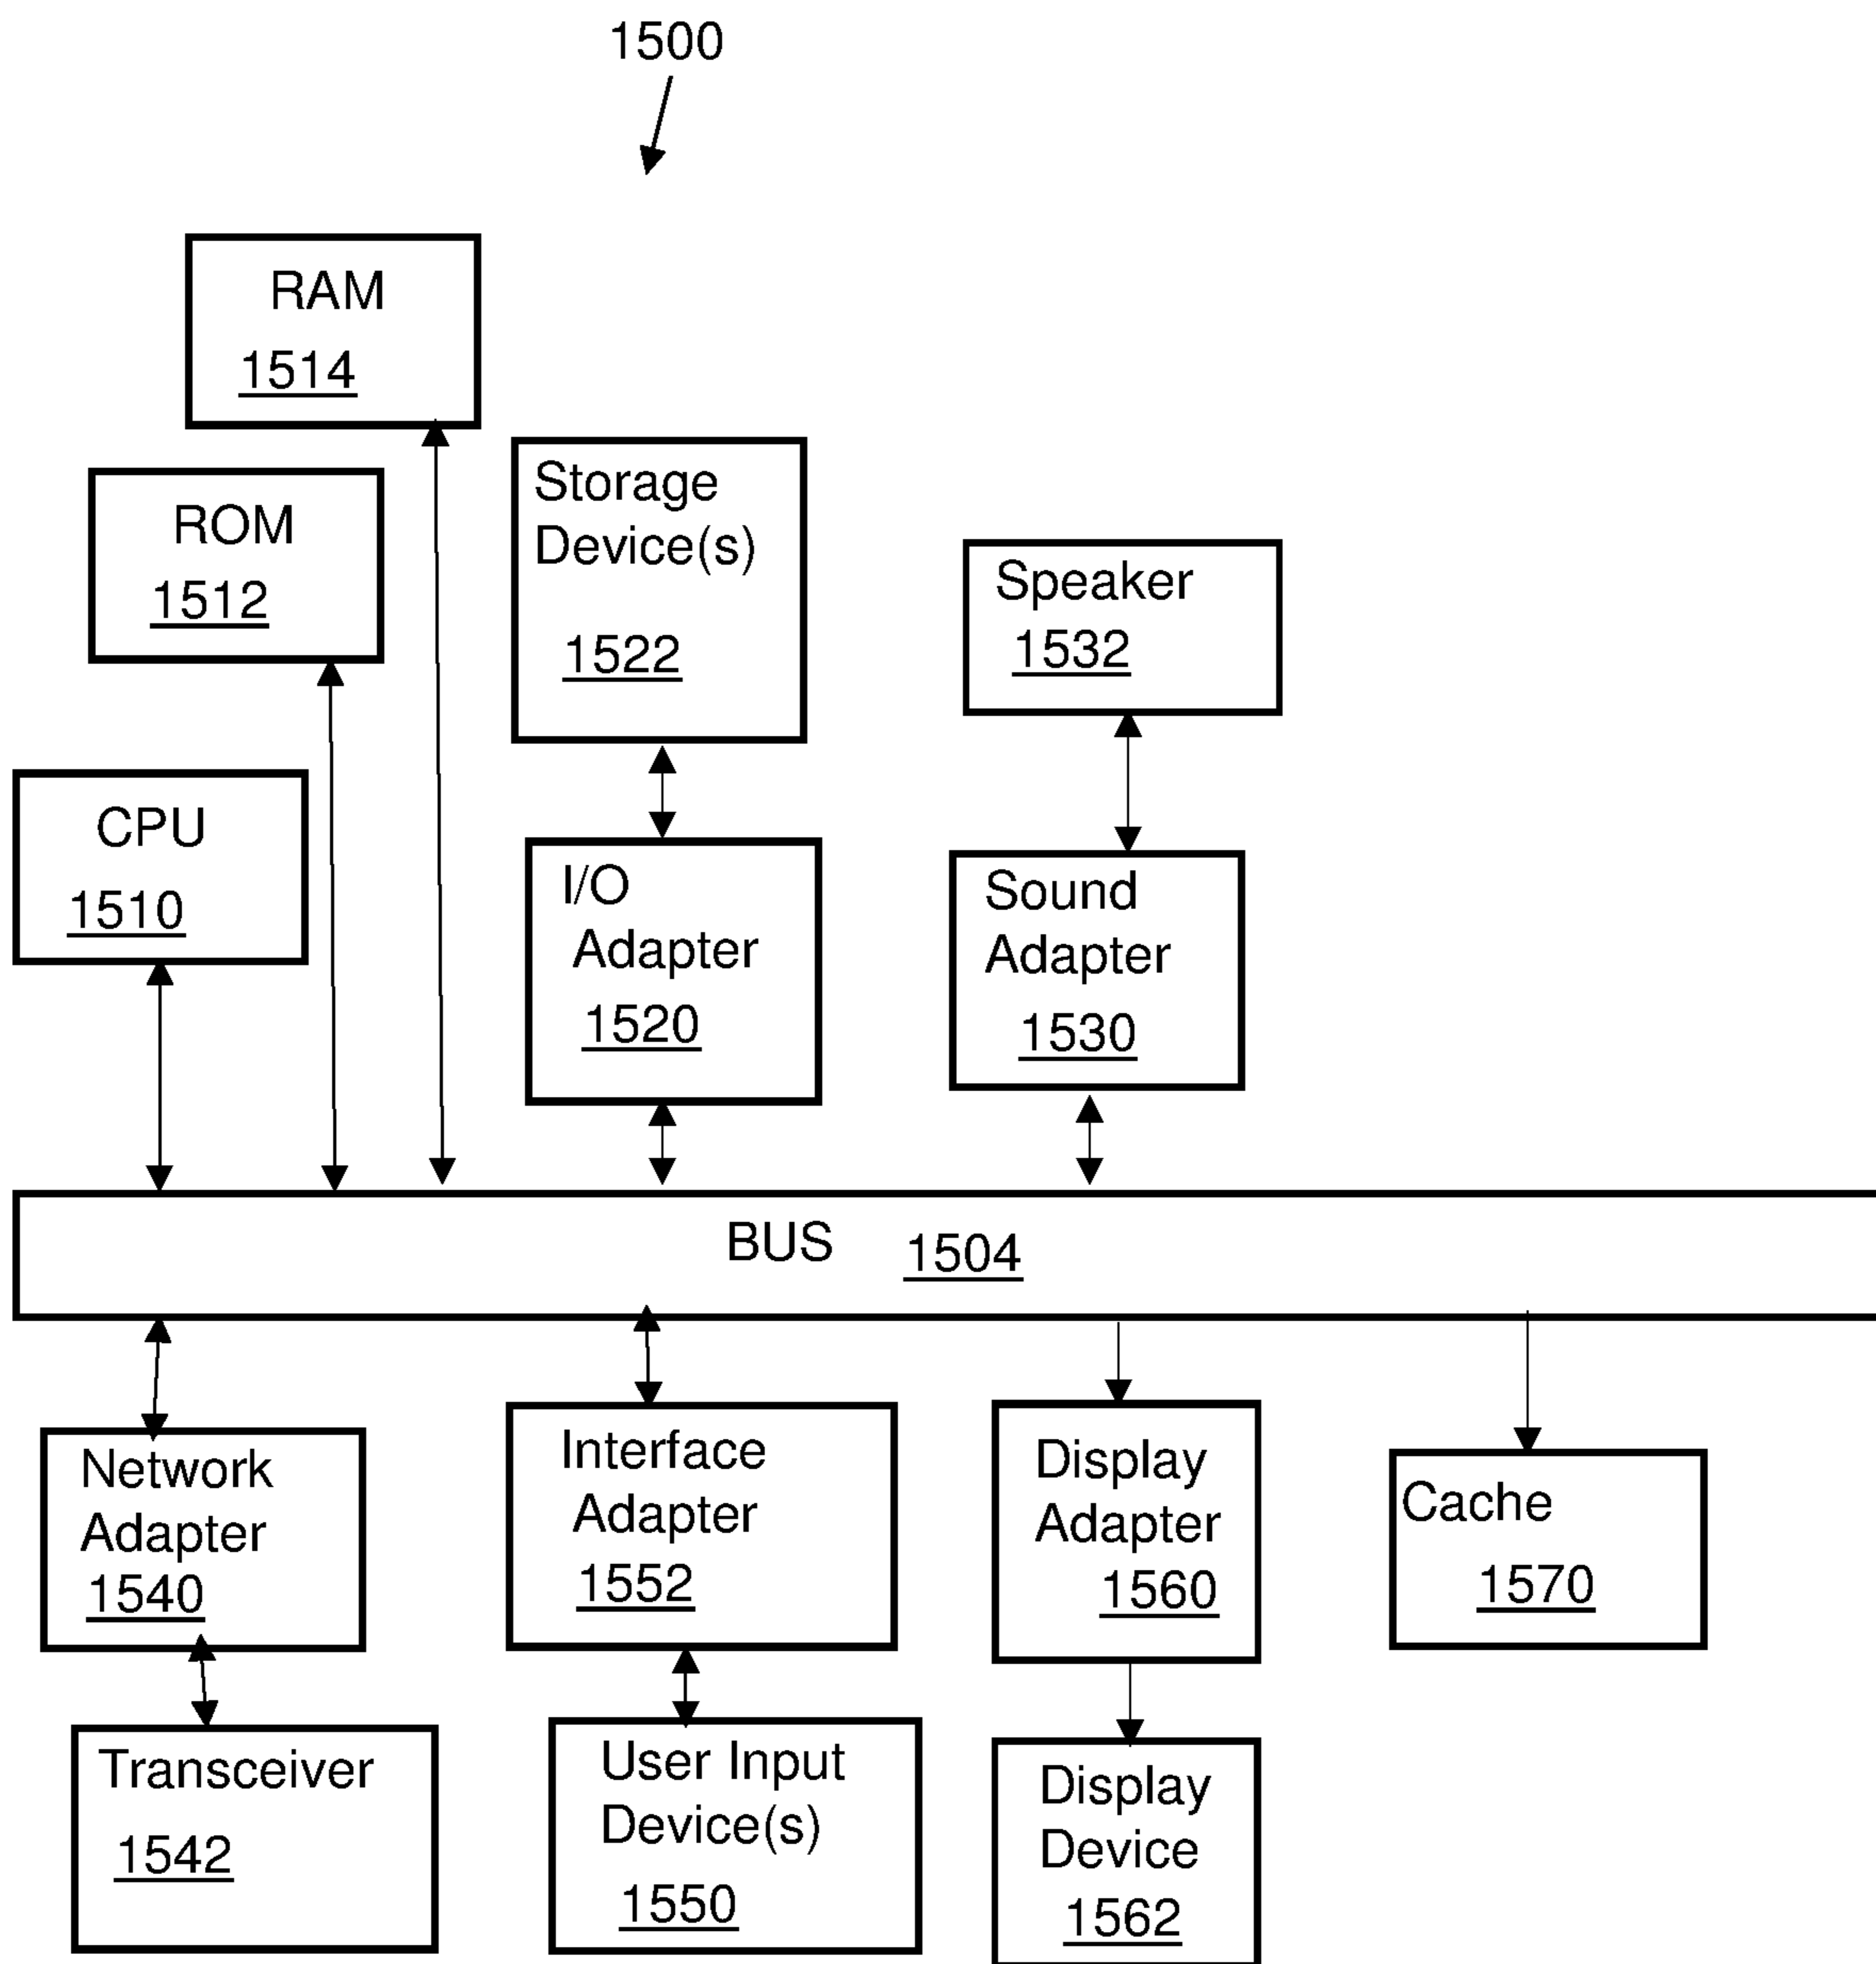 1500
RAM
1514
ROM
1512
Storage
Device(s)
1522
Speaker
1532
CPU
1510
I/O
Adapter
1520
Sound
Adapter
1530
BUS 1504
Network
Adapter
1540
Interface
Adapter
1552
Display
Adapter
1560
Cache
1570
Transceiver
1542
User Input
Device(s)
1550
Display
Device
1562